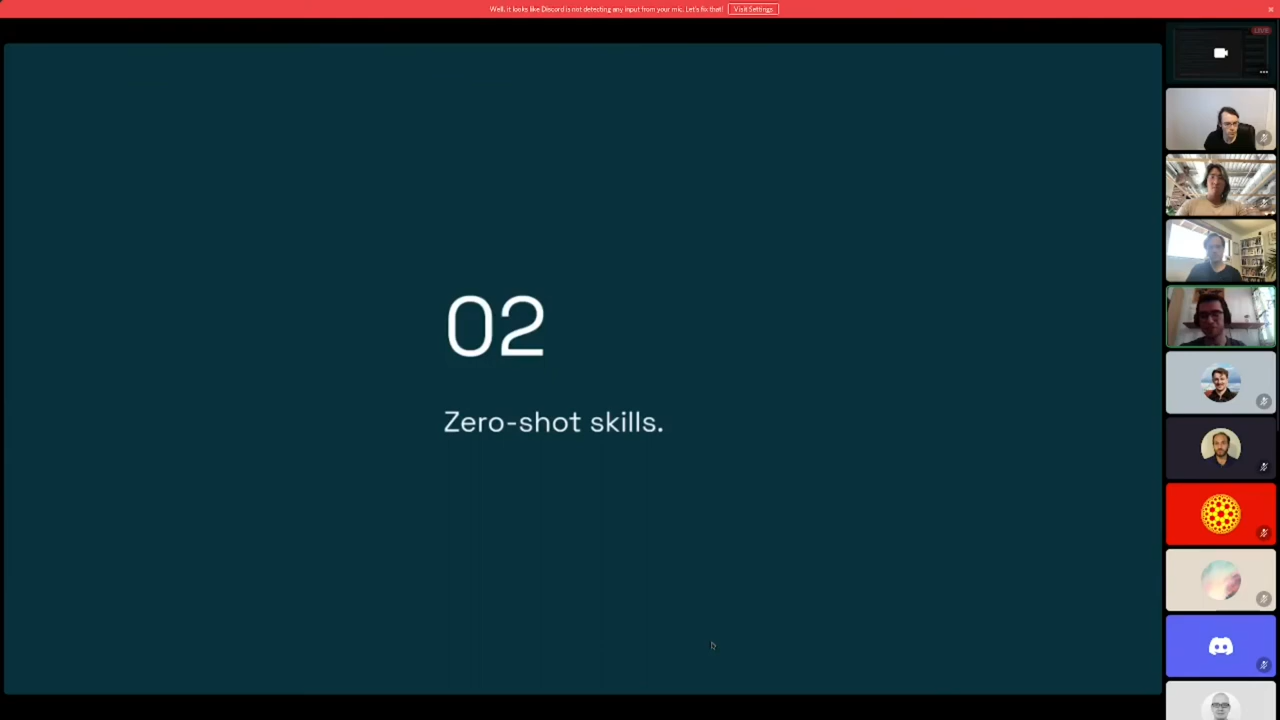 Well, it looks like Discord is not detecting any input from your mic. Let's fix that! Visit Settings
LIVE
02
Zero-shot skills.